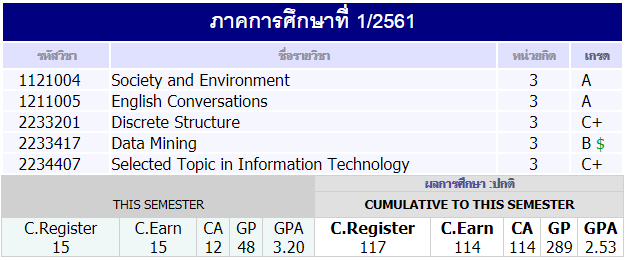 ภาคการศึกษาที่ 1/2561
รหัสวิชา ชื่อรายวิชา หน่วยกิต เกรด
1121004 Society and Environment 3 A
1211005 English Conversations 3 A
2233201 Discrete Structure 3 C+
2233417 Data Mining 3 B $
2234407 Selected Topic in Information Technology 3 C+
ผลการศึกษา :ปกติ
THIS SEMESTER CUMULATIVE TO THIS SEMESTER
C.Register C.Earn CA GP GPA C.Register C.Earn CA GP GPA
15 15 12 48 3.20 117 114 114 289 2.53